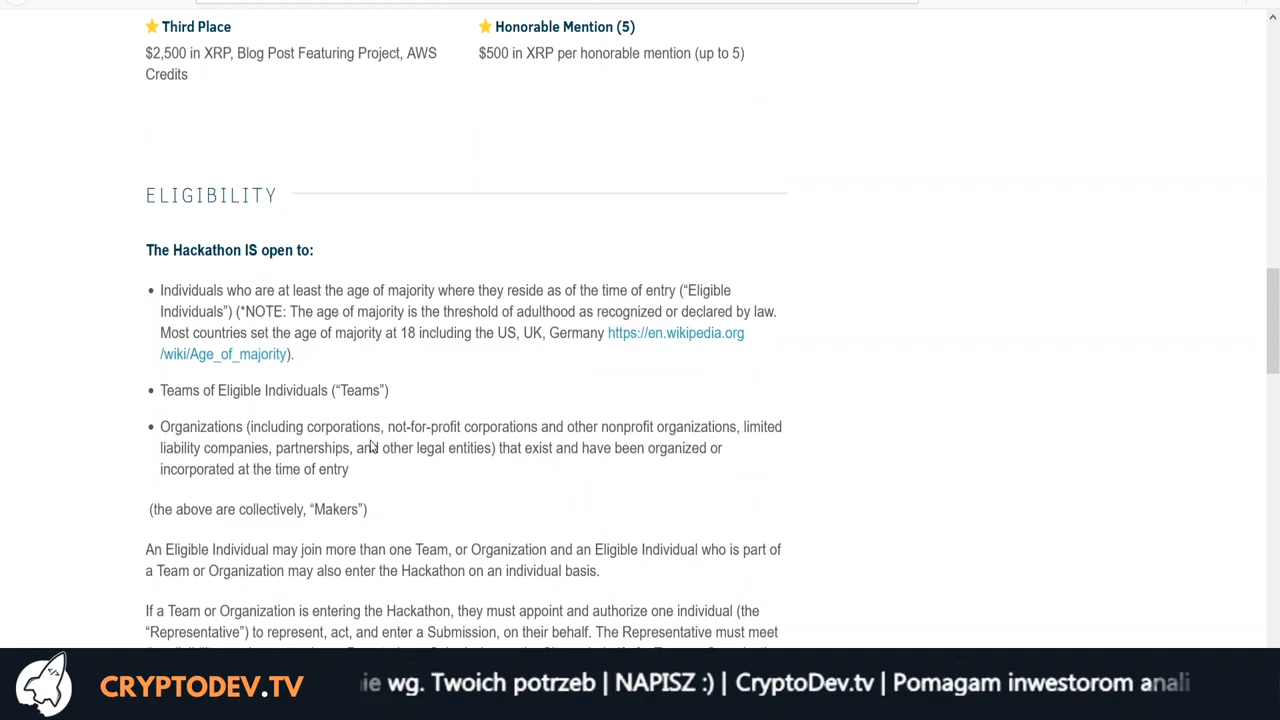 Third Place
$2,500 in XRP, Blog Post Featuring Project, AWS
Credits
Honorable Mention (5)
$500 in XRP per honorable mention (up to 5)
ELIGIBILITY
The Hackathon IS open to:
• Individuals who are at least the age of majority where they reside as of the time of entry (“Eligible
Individuals”) (*NOTE: The age of majority is the threshold of adulthood as recognized or declared by law.
Most countries set the age of majority at 18 including the US, UK, Germany https://en.wikipedia.org
/wiki/Age_of_majority).
• Teams of Eligible Individuals (“Teams”)
• Organizations (including corporations, not-for-profit corporations and other nonprofit organizations, limited
liability companies, partnerships, and other legal entities) that exist and have been organized or
incorporated at the time of entry
(the above are collectively, “Makers”)
An Eligible Individual may join more than one Team, or Organization and an Eligible Individual who is part of
a Team or Organization may also enter the Hackathon on an individual basis.
If a Team or Organization is entering the Hackathon, they must appoint and authorize one individual (the
“Representative”) to represent, act, and enter a Submission, on their behalf. The Representative must meet
CRYPTODEV.TV
ie wg. Twoich potrzeb | NAPISZ :) | CryptoDev.tv | Pomagam inwestorom anali